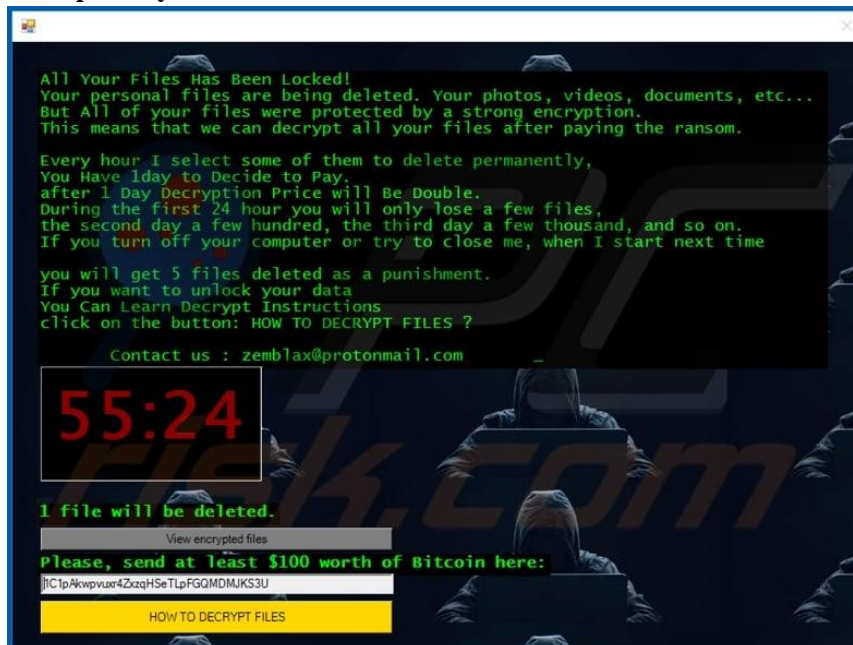 All Your Files Has Been Locked!
Your personal files are being deleted. Your photos, videos, documents, etc...
But All of your files were protected by a strong encryption.
This means that we can decrypt all your files after paying the ransom.
Every hour I select some of them to delete permanently,
You Have 1day to Decide to Pay.
after 1 Day Decryption Price will Be Double.
During the first 24 hour you will only lose a few files,
the second day a few hundred, the third day a few thousand, and so on.
If you turn off your computer or try to close me, when I start next time
you will get 5 files deleted as a punishment.
If you want to unlock your data
You Can Learn Decrypt Instructions
click on the button: HOW TO DECRYPT FILES ?
Contact us : zemblax@protonmail.com _
55:24
1 file will be deleted.
View encrypted files
Please, send at least $100 worth of Bitcoin here:
1C1pAkwpvuxr4ZxzqHSeTLpFGQMDMJKS3U
HOW TO DECRYPT FILES
PC
risk.com